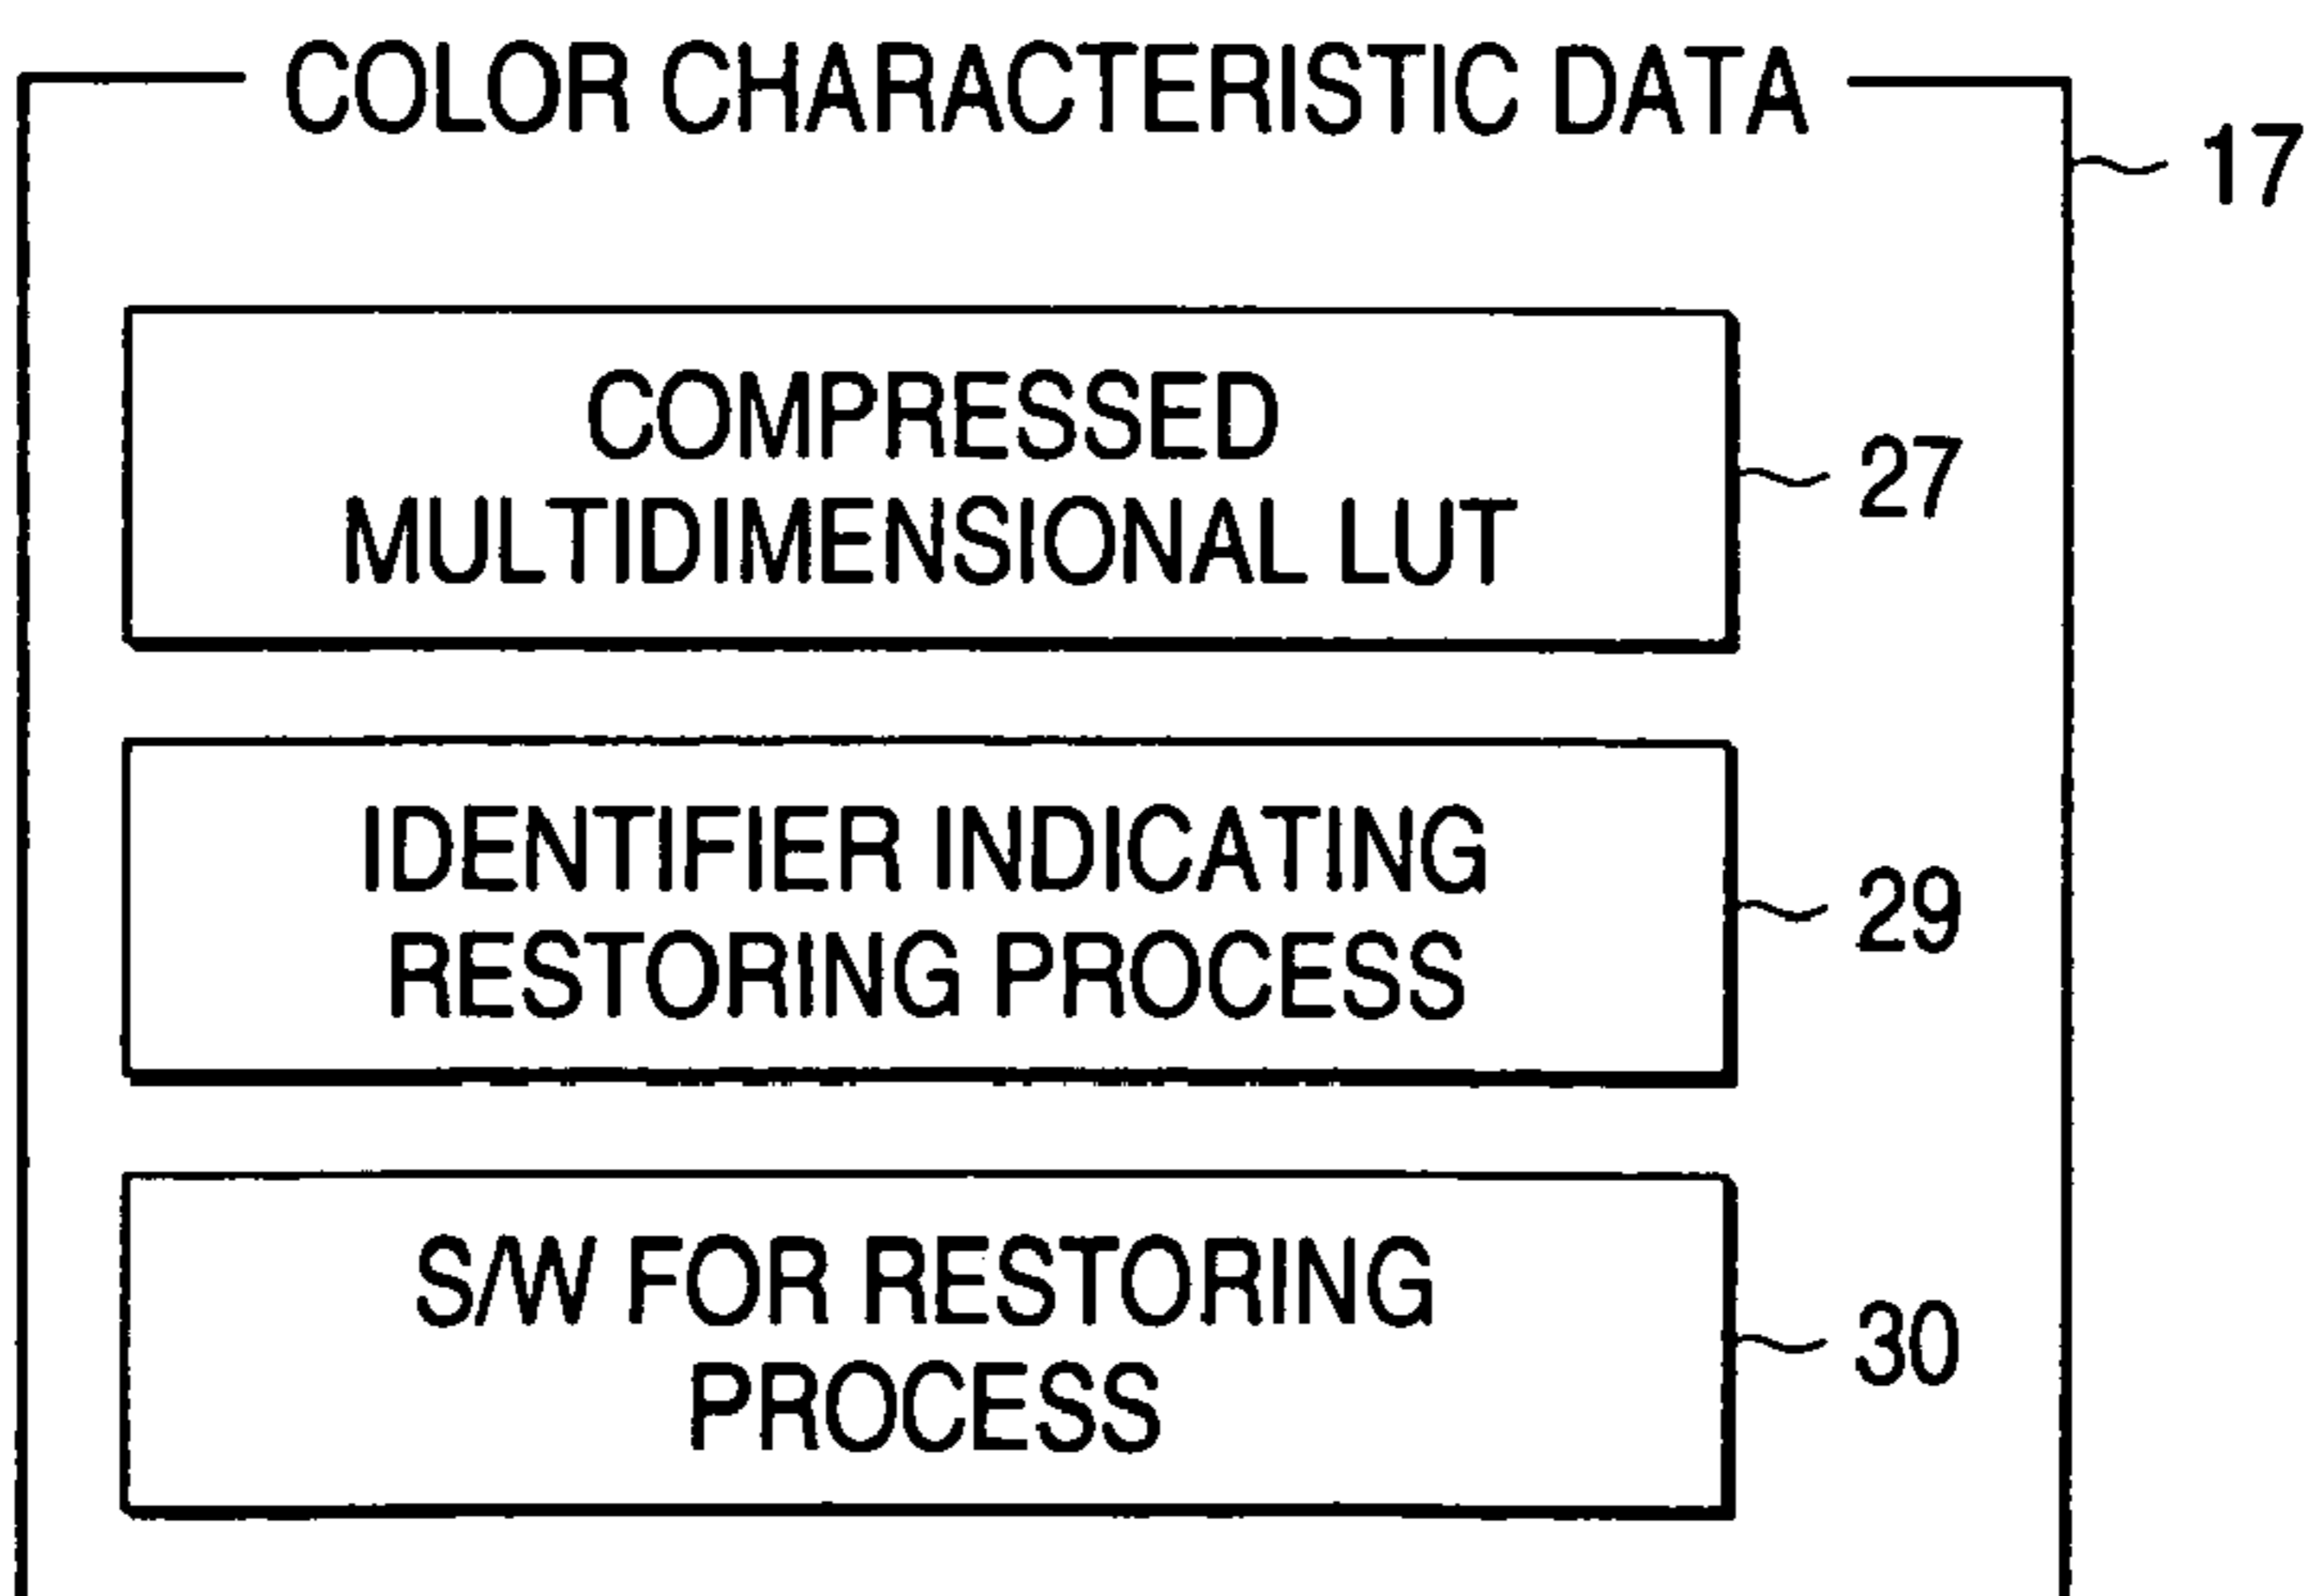 COLOR CHARACTERISTIC DATA
17
COMPRESSED
MULTIDIMENSIONAL LUT
27
IDENTIFIER INDICATING
RESTORING PROCESS
29
S/W FOR RESTORING
PROCESS
30